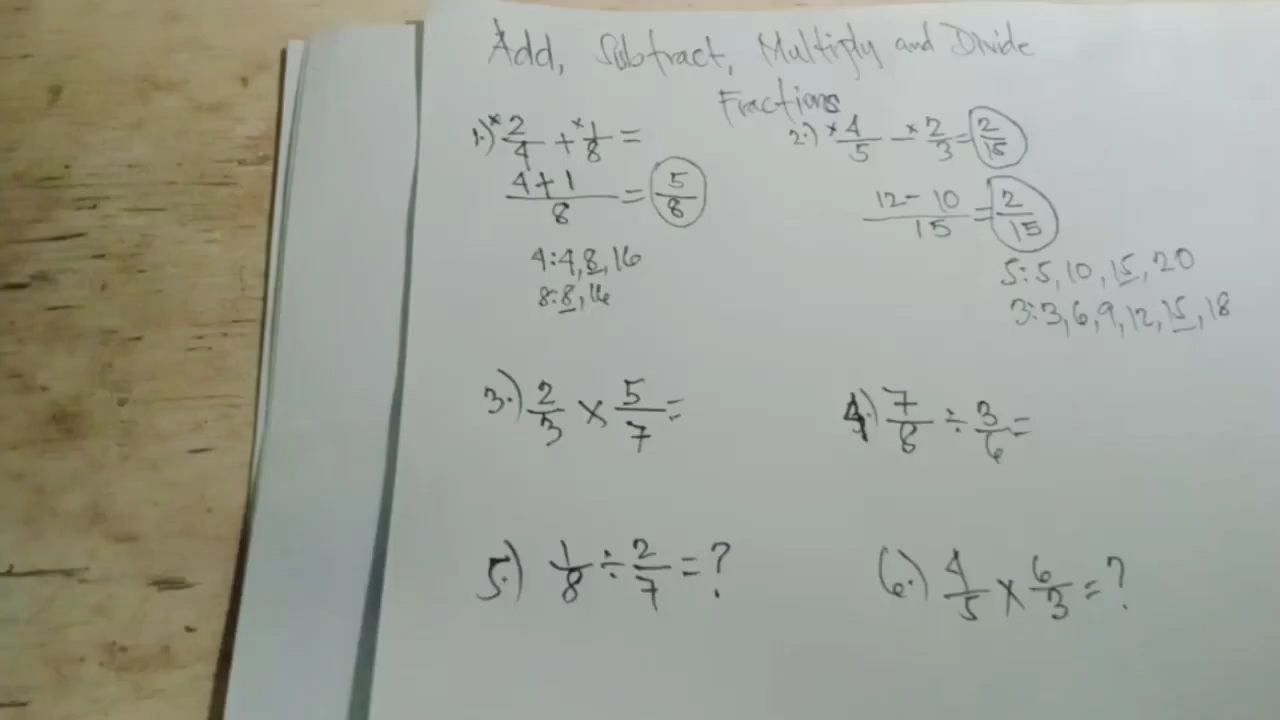 Add, Subtract, Multiply and Divide
Fractions
1.) × 2/4 + × 1/8 =
4+1/8 = 5/8
4:4,8,16
8:8,16
2.) × 4/5 − × 2/3 = 2/15
12-10/15 = 2/15
5:5,10,15,20
3:3,6,9,12,15,18
3.) 2/3 × 5/7 =
4.) 7/8 ÷ 3/6 =
5.) 1/8 ÷ 2/7 = ?
6.) 4/5 × 6/3 = ?